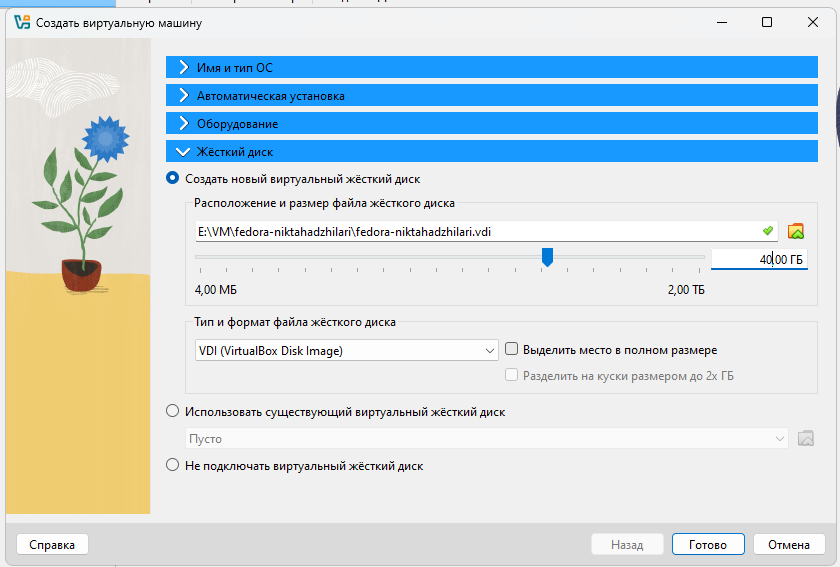 Создать виртуальную машину
Имя и тип ОС
Автоматическая установка
Оборудование
Жёсткий диск
Создать новый виртуальный жёсткий диск
Расположение и размер файла жёсткого диска
E:\VM\fedora-niktahadzhilari\fedora-niktahadzhilari.vdi
40,00 ГБ
4,00 МБ
2,00 ТБ
Тип и формат файла жёсткого диска
VDI (VirtualBox Disk Image)
Выделить место в полном размере
Разделить на куски размером до 2х ГБ
Использовать существующий виртуальный жёсткий диск
Пусто
Не подключать виртуальный жёсткий диск
Справка
Назад
Готово
Отмена